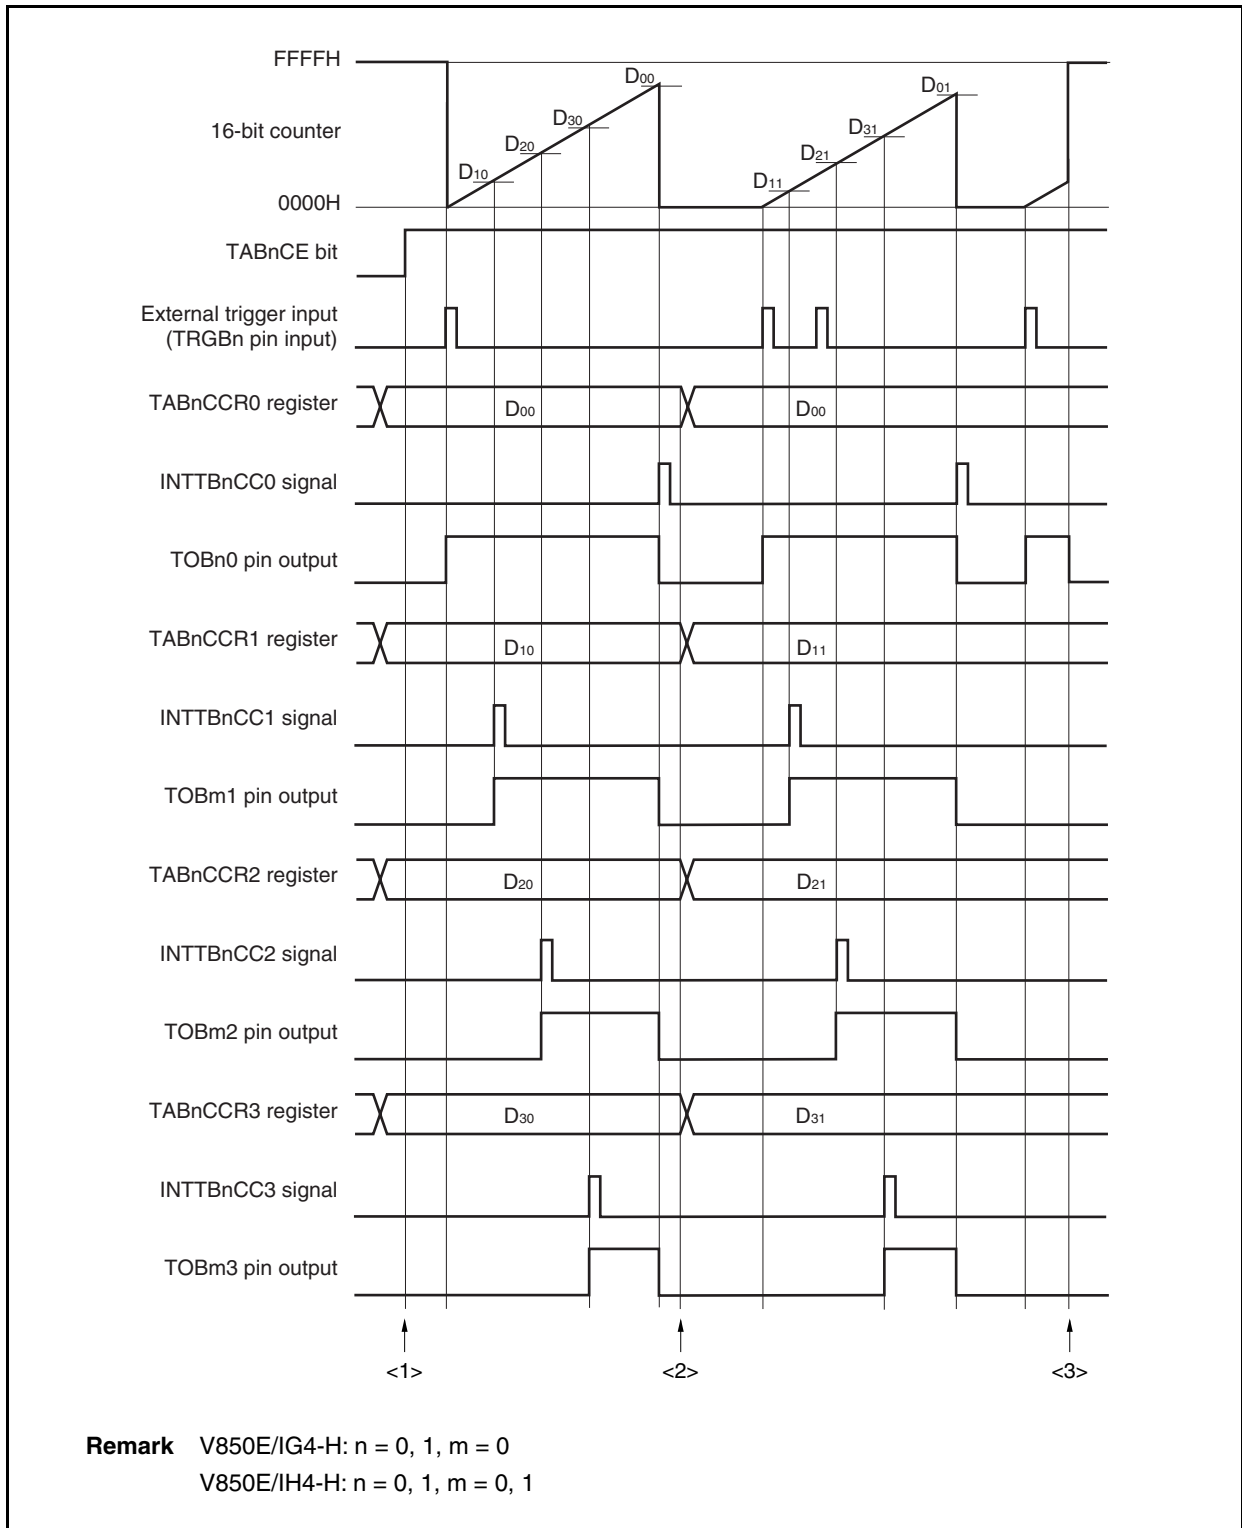 FFFFH
D00
D01
D30
D31
16-bit counter
D20
D21
D10
D11
0000H
TABnCE bit
External trigger input
(TRGBn pin input)
TABnCCR0 register
D00
D00
INTTBnCC0 signal
TOBn0 pin output
TABnCCR1 register
D10
D11
INTTBnCC1 signal
TOBm1 pin output
TABnCCR2 register
D20
D21
INTTBnCC2 signal
TOBm2 pin output
TABnCCR3 register
D30
D31
INTTBnCC3 signal
TOBm3 pin output
<1>
<2>
<3>
Remark V850E/IG4-H: n = 0, 1, m = 0
V850E/IH4-H: n = 0, 1, m = 0, 1